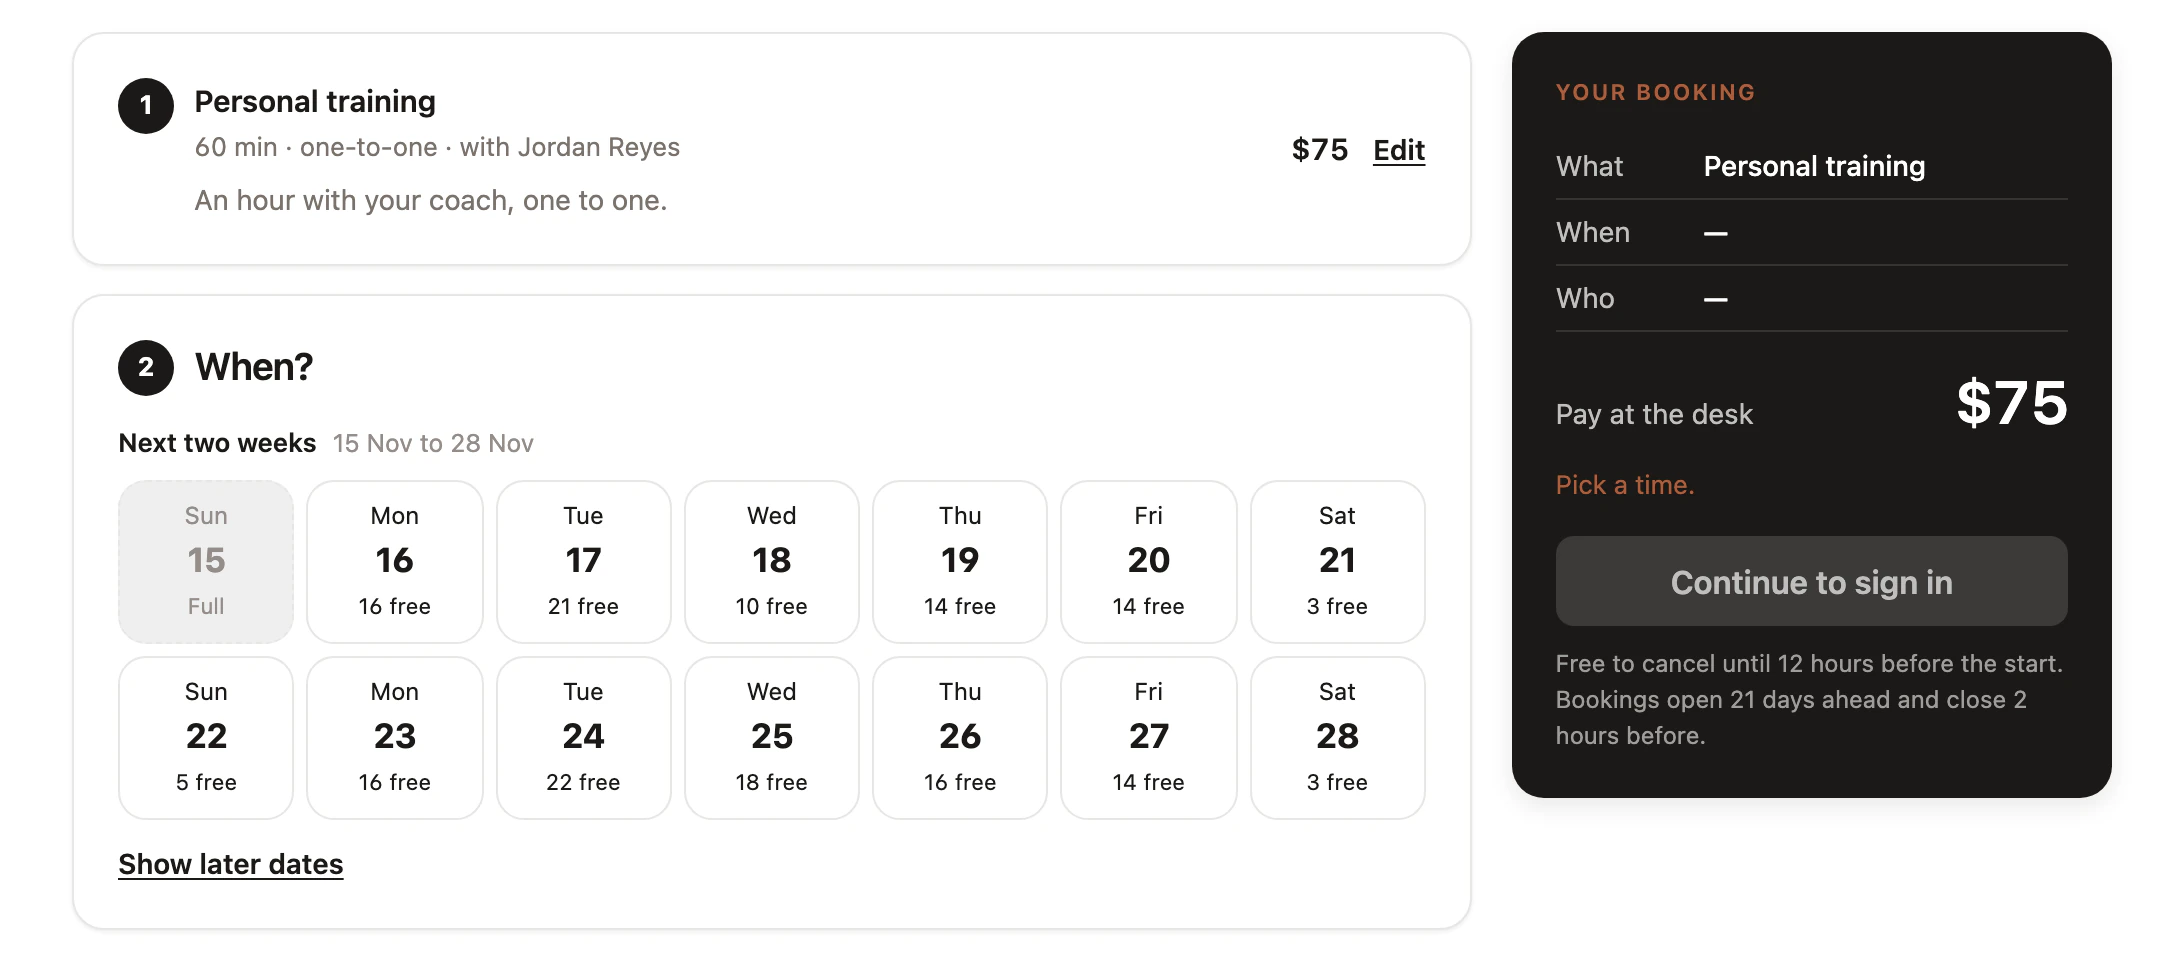 1
Personal training
60 min · one-to-one · with Jordan Reyes
An hour with your coach, one to one.
$75 Edit
2
When?
Next two weeks 15 Nov to 28 Nov
Sun Mon Tue Wed Thu Fri Sat
15 16 17 18 19 20 21
Full 16 free 21 free 10 free 14 free 14 free 3 free
Sun Mon Tue Wed Thu Fri Sat
22 23 24 25 26 27 28
5 free 16 free 22 free 18 free 16 free 14 free 3 free
Show later dates
YOUR BOOKING
What Personal training
When —
Who —
Pay at the desk $75
Pick a time.
Continue to sign in
Free to cancel until 12 hours before the start.
Bookings open 21 days ahead and close 2
hours before.